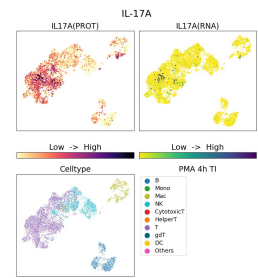 IL-17A
IL17A(PROT) IL17A(RNA)
Low -> High Low -> High
Celltype PMA 4h TI
B
Mono
Mac
NK
CytotoxicT
HelperT
T
gdT
DC
Others